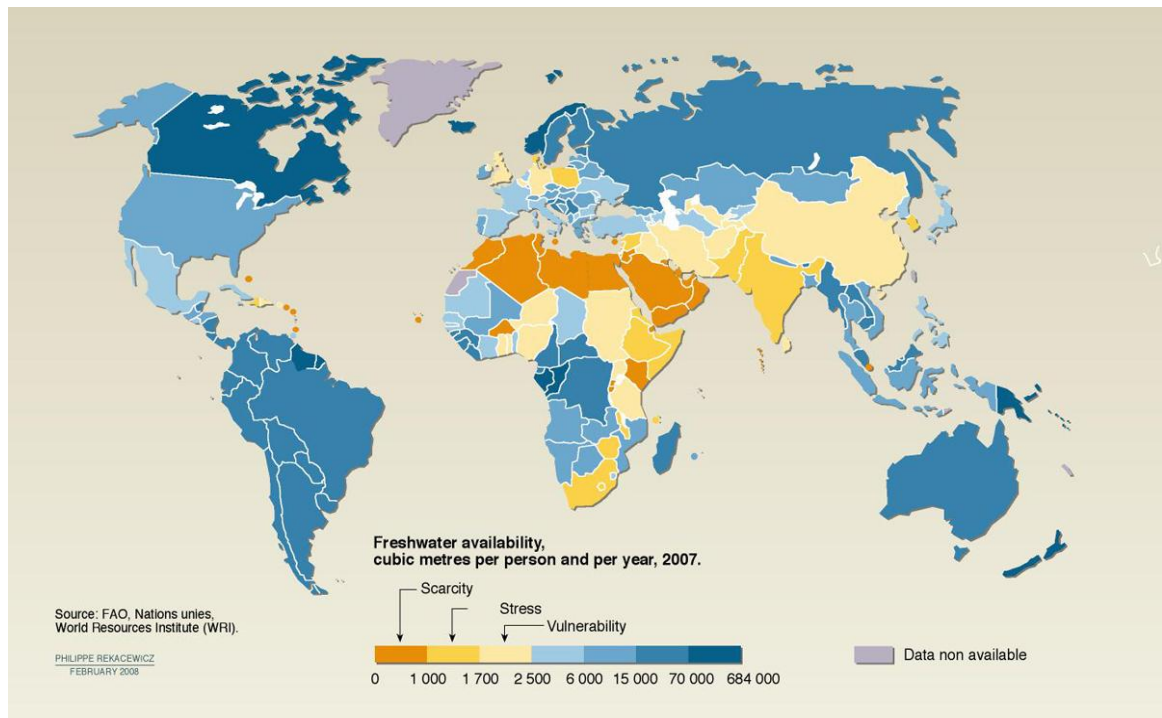 Freshwater availability,
cubic metres per person and per year, 2007.
Scarcity
Stress
Vulnerability
0 1 000 1 700 2 500 6 000 15 000 70 000 684 000
Data non available
Source: FAO, Nations unies,
World Resources Institute (WRI).
PHILIPPE REKACEWICZ
FEBRUARY 2008